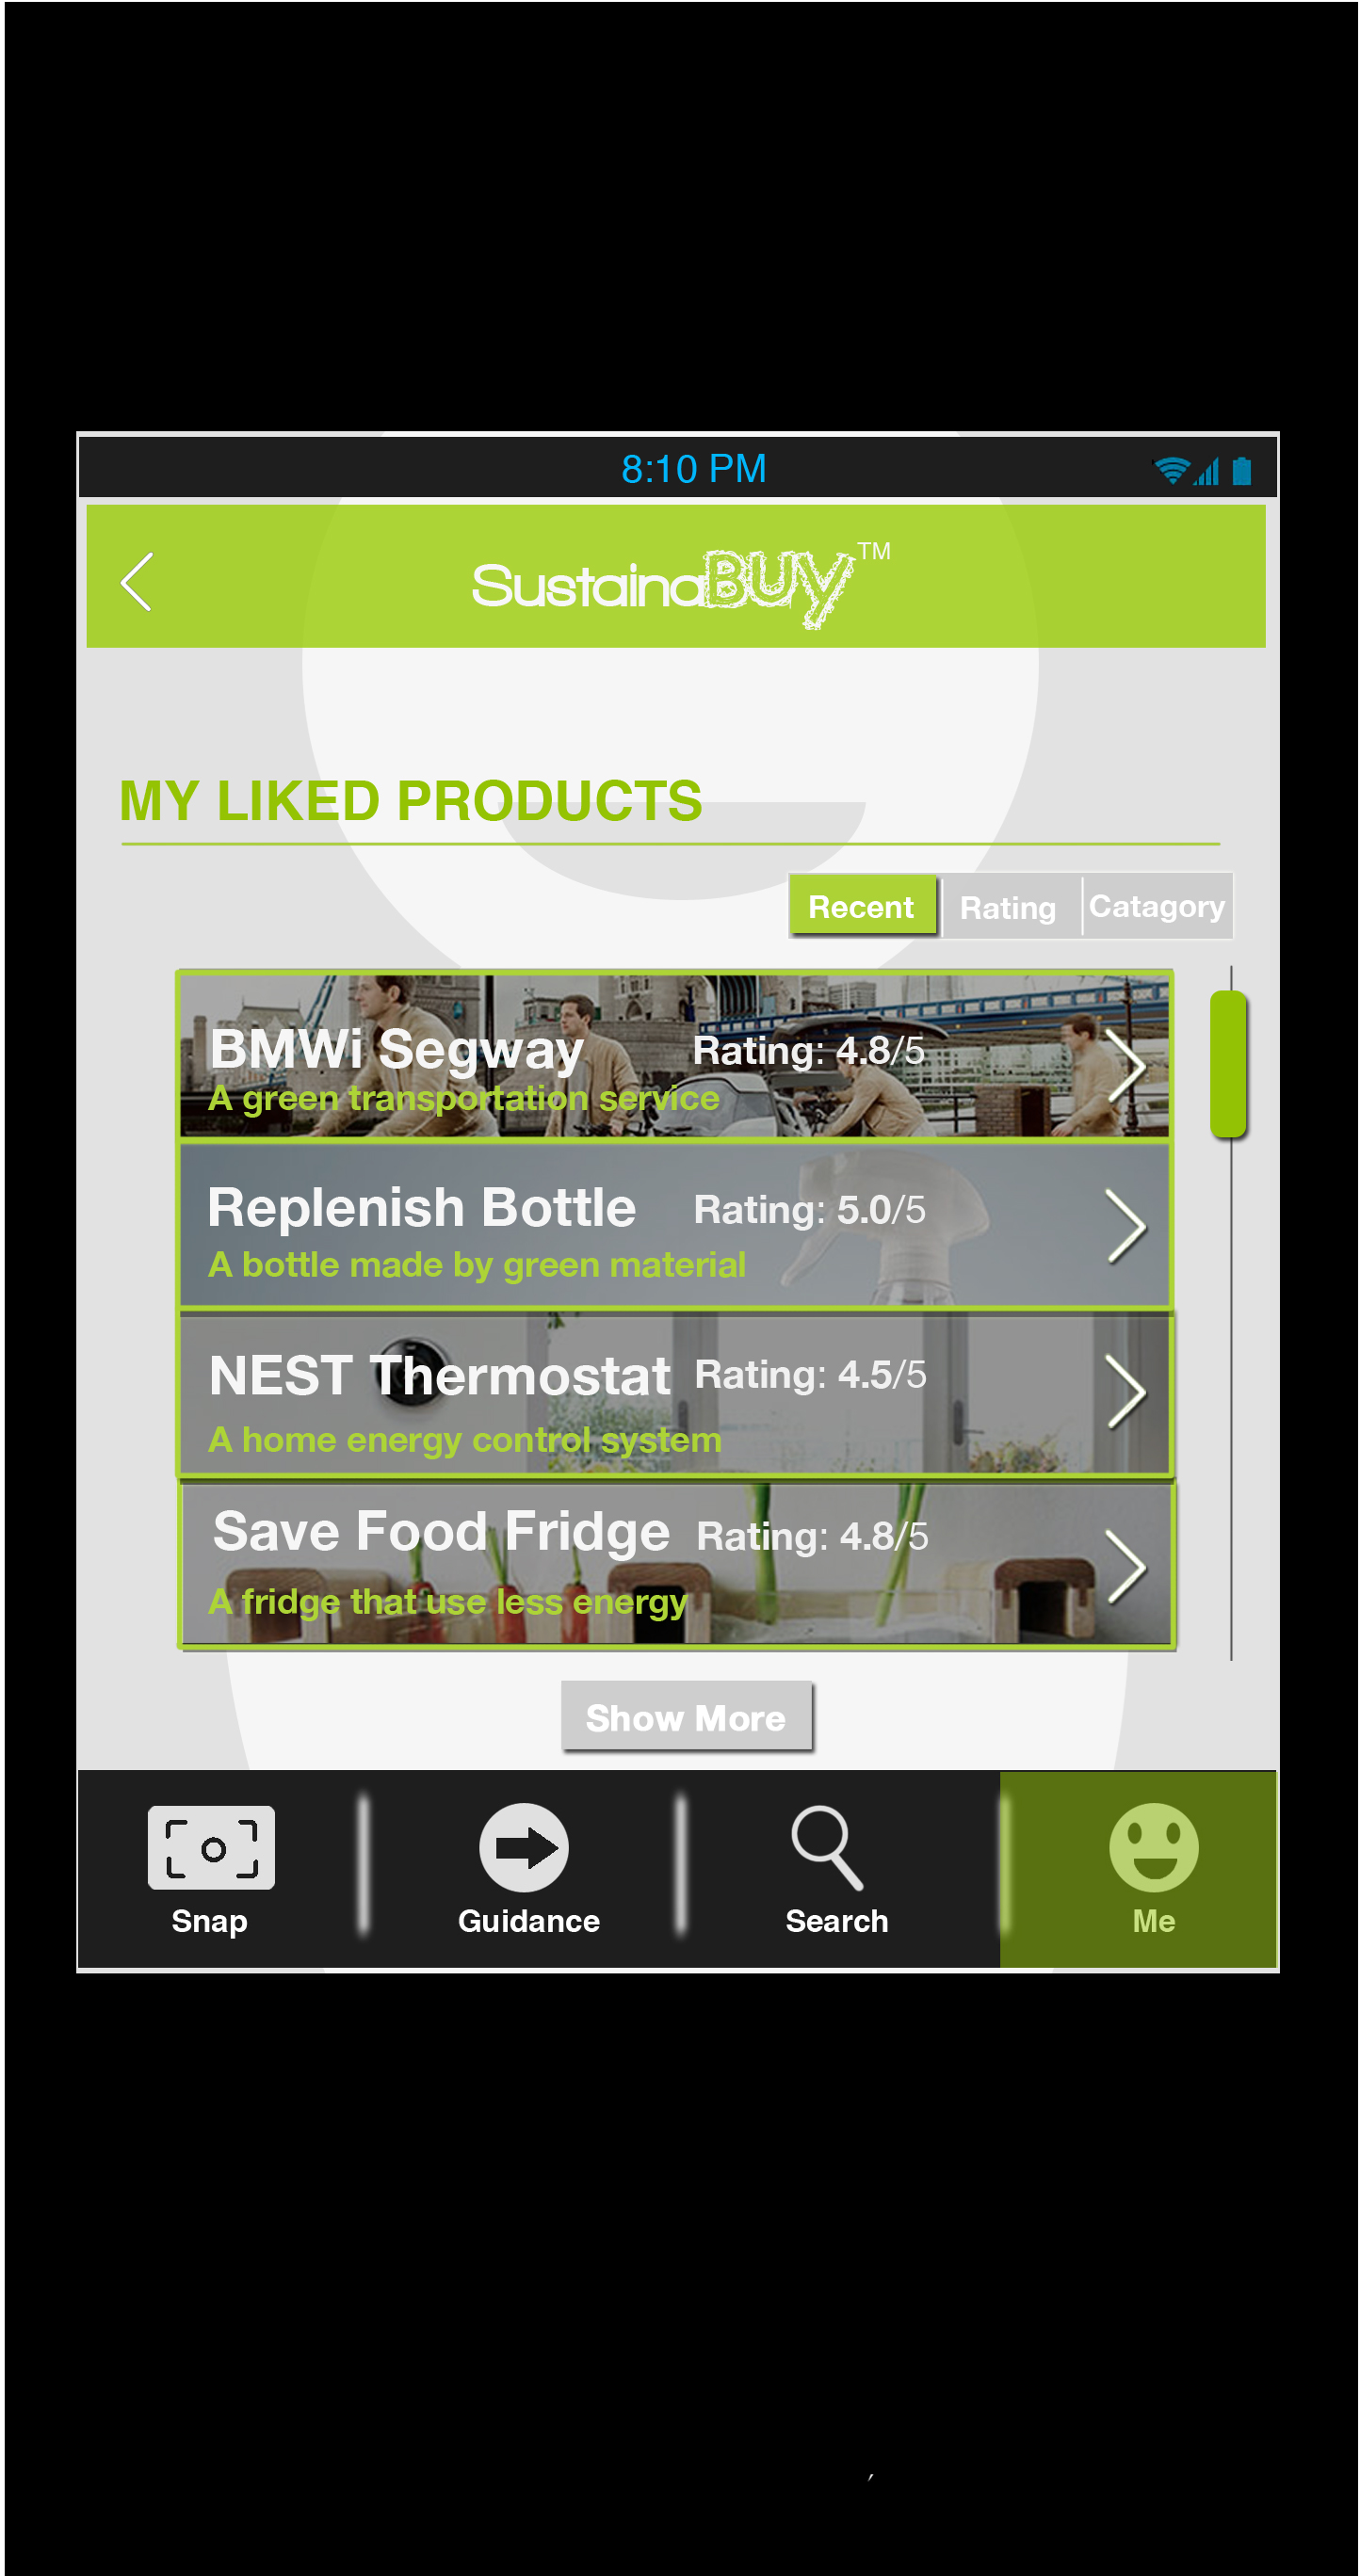 8:10 PM
SustainaBUY™
MY LIKED PRODUCTS
Recent Rating Catagory
BMWi Segway Rating: 4.8/5
A green transportation service
Replenish Bottle Rating: 5.0/5
A bottle made by green material
NEST Thermostat Rating: 4.5/5
A home energy control system
Save Food Fridge Rating: 4.8/5
A fridge that use less energy
Show More
Snap Guidance Search Me